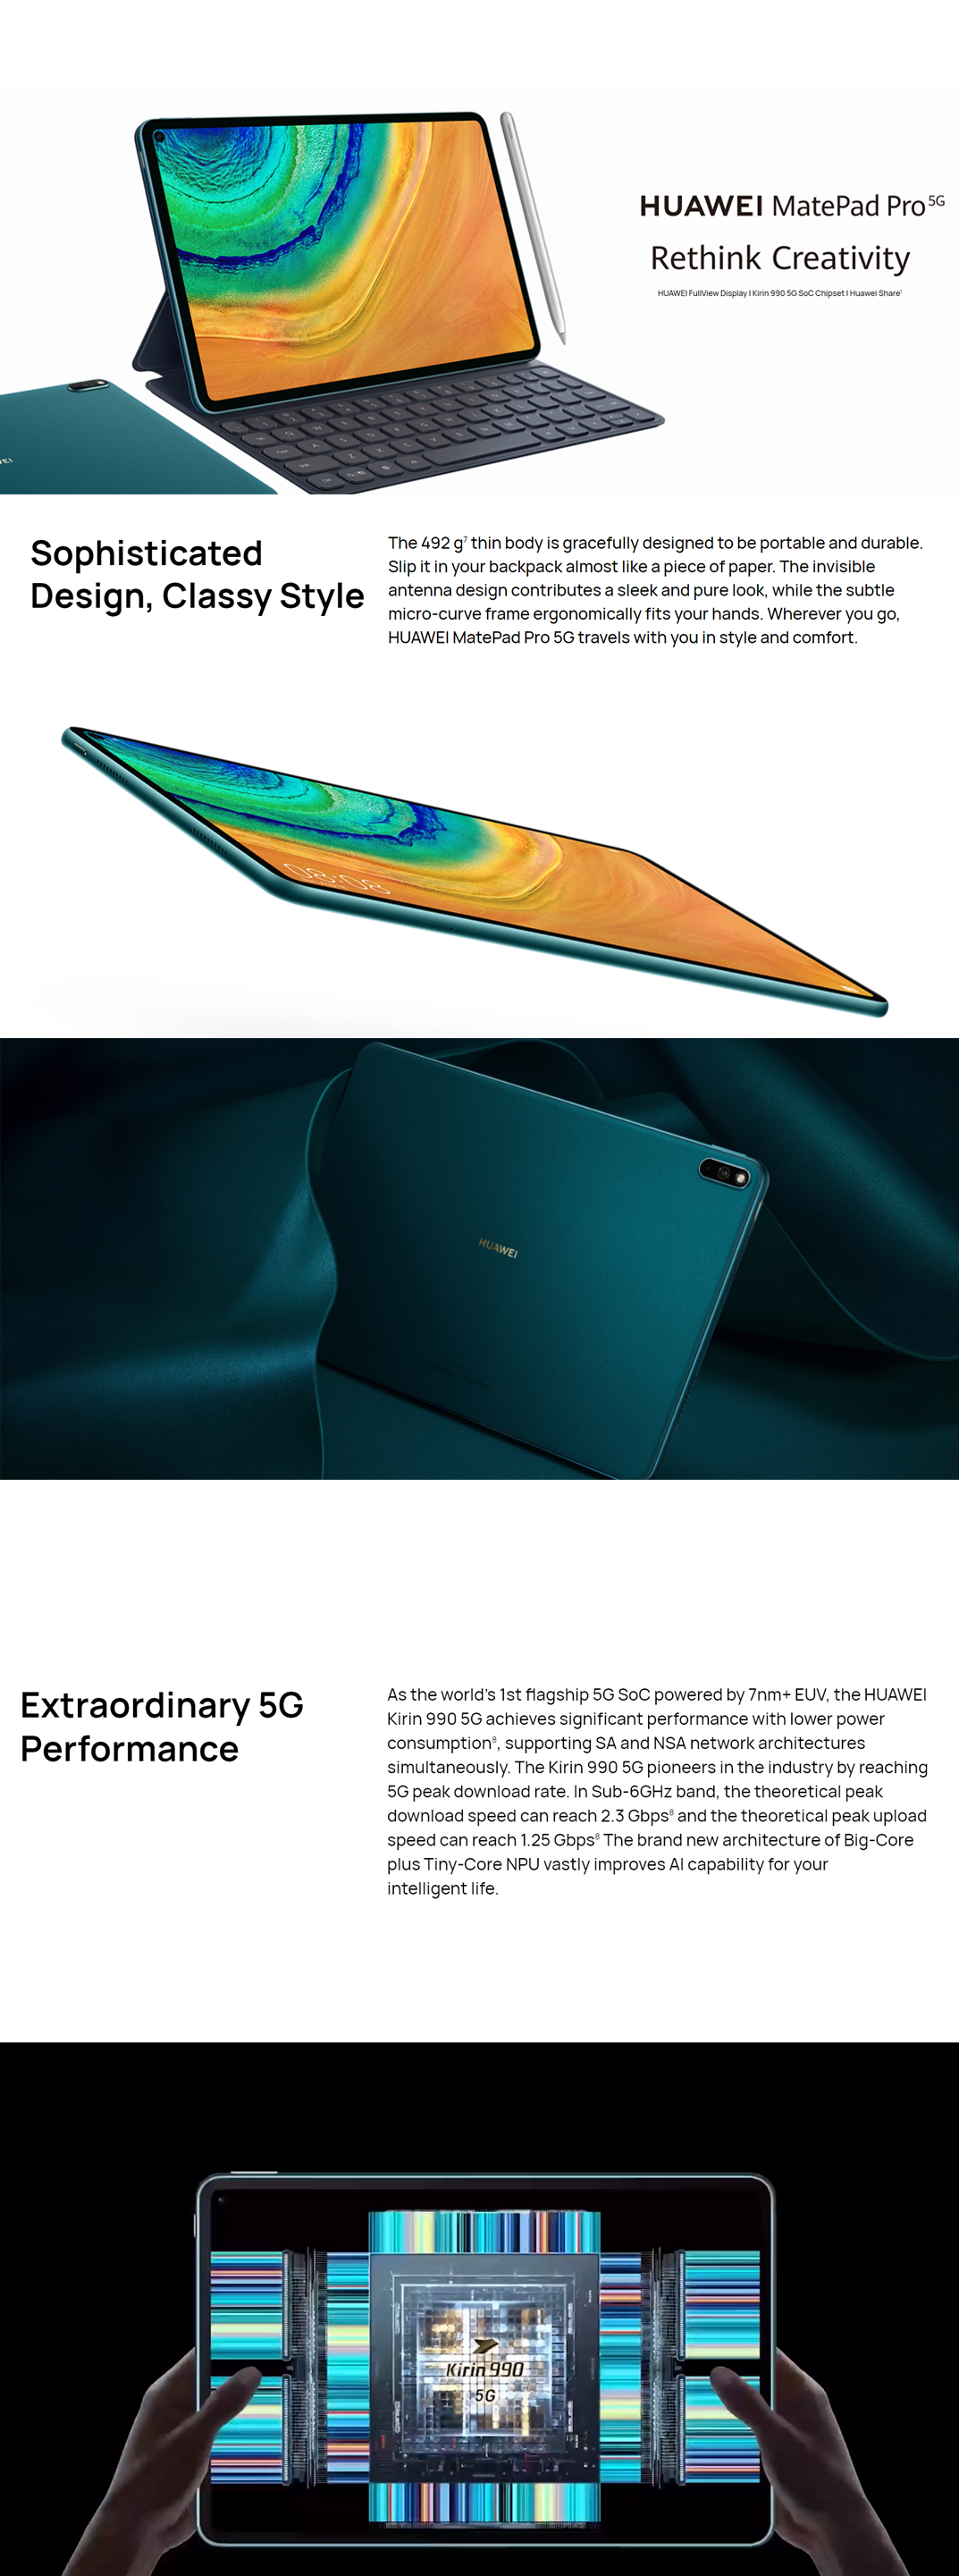 HUAWEI MatePad Pro 5G
Rethink Creativity
HUAWEI FullView Display | Kirin 990 5G SoC Chipset | Huawei Share¹
Sophisticated
Design, Classy Style
The 492 g⁷ thin body is gracefully designed to be portable and durable.
Slip it in your backpack almost like a piece of paper. The invisible
antenna design contributes a sleek and pure look, while the subtle
micro-curve frame ergonomically fits your hands. Wherever you go,
HUAWEI MatePad Pro 5G travels with you in style and comfort.
08:08
HUAWEI
Extraordinary 5G
Performance
As the world's 1st flagship 5G SoC powered by 7nm+ EUV, the HUAWEI
Kirin 990 5G achieves significant performance with lower power
consumption⁸, supporting SA and NSA network architectures
simultaneously. The Kirin 990 5G pioneers in the industry by reaching
5G peak download rate. In Sub-6GHz band, the theoretical peak
download speed can reach 2.3 Gbps⁸ and the theoretical peak upload
speed can reach 1.25 Gbps⁸ The brand new architecture of Big-Core
plus Tiny-Core NPU vastly improves AI capability for your
intelligent life.
Kirin 990
5G